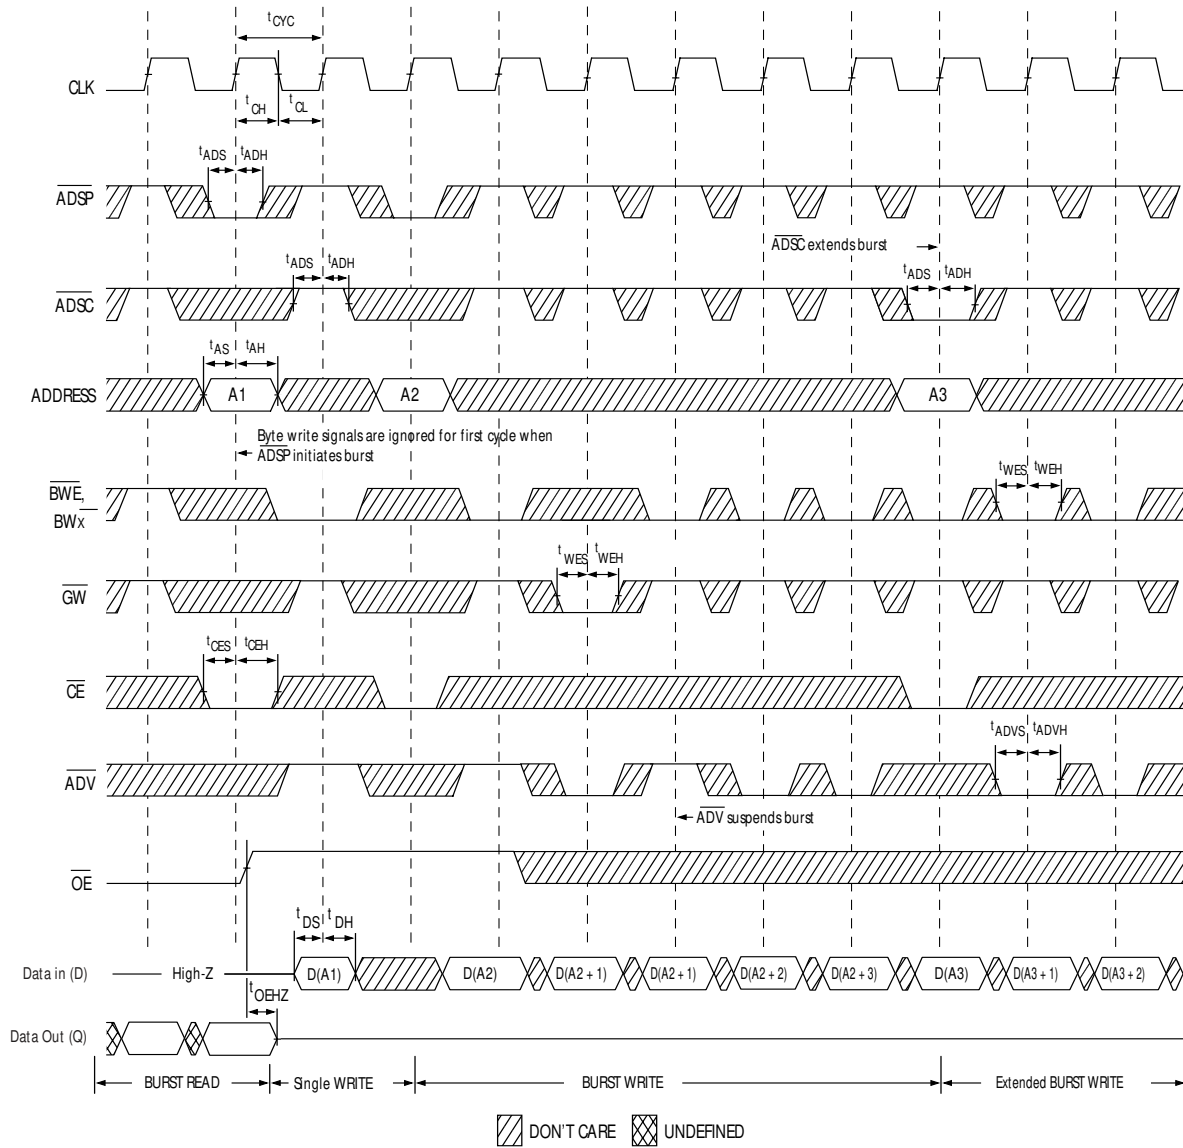 tCYC
CLK
tCH
tCL
tADS
tADH
ADSP
ADSC extends burst
tADS
tADH
tADS
tADH
ADSC
tAS
tAH
ADDRESS
A1
A2
A3
Byte write signals are ignored for first cycle when
ADSP initiates burst
tWES
tWEH
BWE,
BWX
tWES
tWEH
GW
tCES
tCEH
CE
tADVS
tADVH
ADV
ADV suspends burst
OE
tDS
tDH
Data in (D)
High-Z
D(A1)
D(A2)
D(A2 + 1)
D(A2 + 1)
D(A2 + 2)
D(A2 + 3)
D(A3)
D(A3 + 1)
D(A3 + 2)
tOEHZ
Data Out (Q)
BURST READ
Single WRITE
BURST WRITE
Extended BURST WRITE
DON'T CARE
UNDEFINED